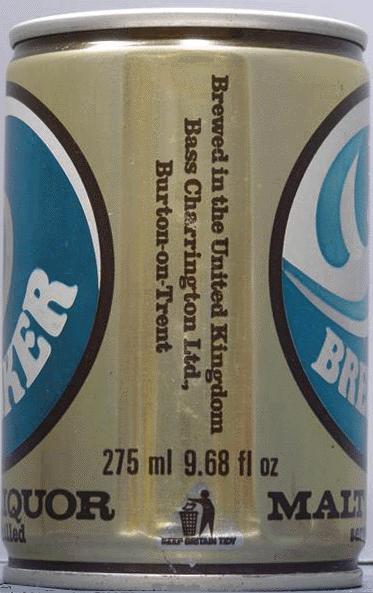 Brewed in the United Kingdom
Bass Charrington Ltd.,
Burton-on-Trent
KER
BRE
275 ml 9.68 fl oz
IQUOR
MALT
KEEP BRITAIN TIDY